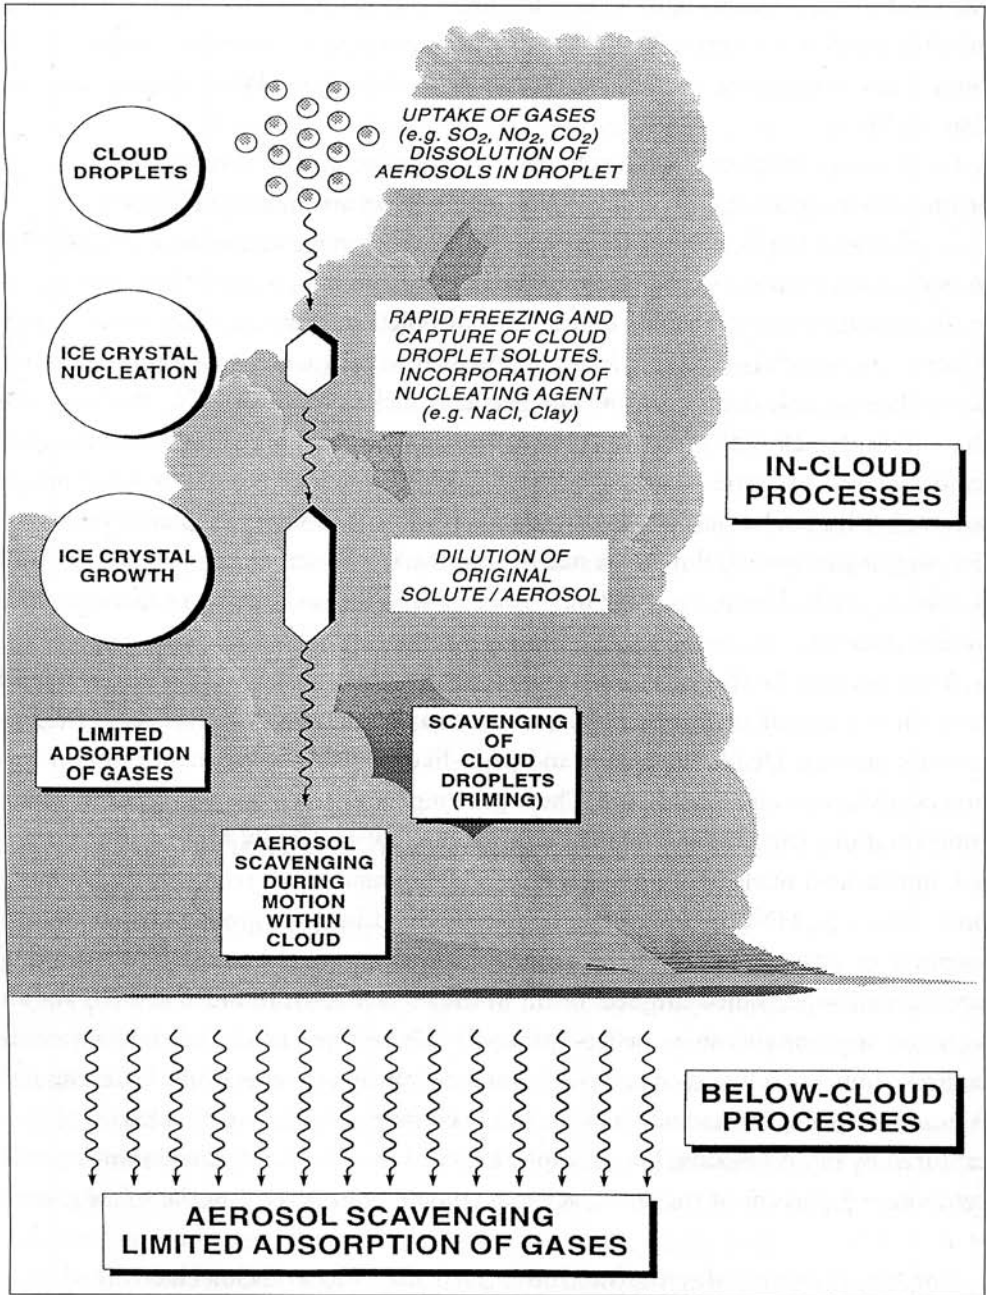 CLOUD
DROPLETS
UPTAKE OF GASES
(e.g. SO₂, NO₂, CO₂)
DISSOLUTION OF
AEROSOLS IN DROPLET
ICE CRYSTAL
NUCLEATION
RAPID FREEZING AND
CAPTURE OF CLOUD
DROPLET SOLUTES.
INCORPORATION OF
NUCLEATING AGENT
(e.g. NaCl, Clay)
IN-CLOUD
PROCESSES
ICE CRYSTAL
GROWTH
DILUTION OF
ORIGINAL
SOLUTE / AEROSOL
LIMITED
ADSORPTION
OF GASES
SCAVENGING
OF
CLOUD
DROPLETS
(RIMING)
AEROSOL
SCAVENGING
DURING
MOTION
WITHIN
CLOUD
BELOW-CLOUD
PROCESSES
AEROSOL SCAVENGING
LIMITED ADSORPTION OF GASES